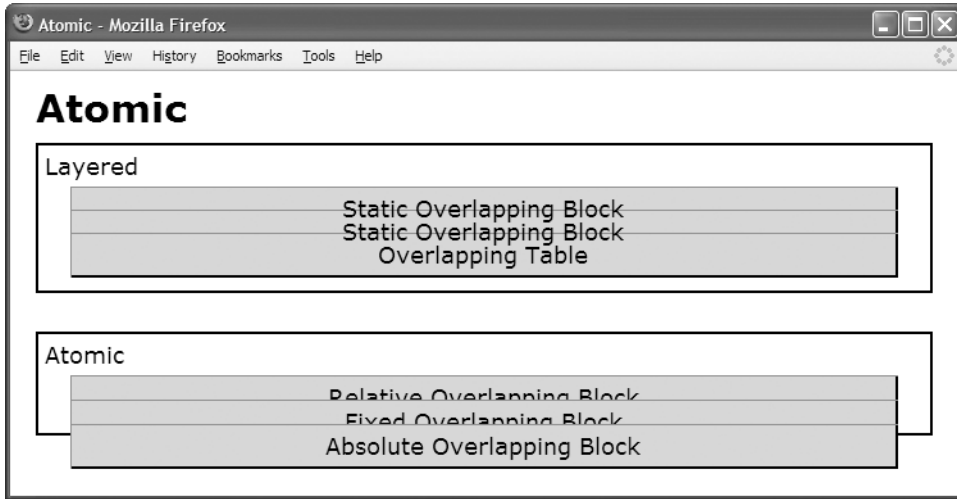 Atomic - Mozilla Firefox
File Edit View History Bookmarks Tools Help
Atomic
Layered
Static Overlapping Block
Static Overlapping Block
Overlapping Table
Atomic
Relative Overlapping Block
Fixed Overlapping Block
Absolute Overlapping Block